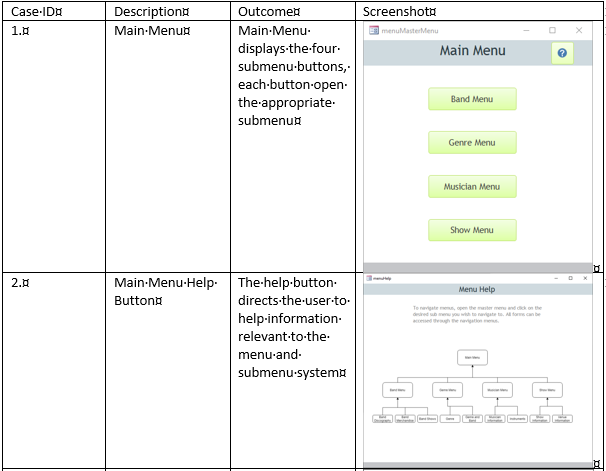 Case·ID¤
Description¤
Outcome¤
Screenshot¤
1.¤
Main·Menu¤
Main·Menu·
displays·the·four·
submenu·buttons,·
each·button·open·
the·appropriate·
submenu¤
menuMasterMenu
Main Menu
?
Band Menu
Genre Menu
Musician Menu
Show Menu
¤
2.¤
Main·Menu·Help·
Button¤
The·help·button·
directs·the·user·to·
help·information·
relevant·to·the·
menu·and·
submenu·system¤
menuHelp
Menu Help
To navigate menus, open the master menu and click on the
desired sub menu you wish to navigate to. All forms can be
accessed through the navigation menus.
Main Menu
Band Menu
Genre Menu
Musician Menu
Show Menu
Band
Discography
Band
Merchandise
Band Shows
Genre
Genre and
Band
Musician
Information
Instruments
Show
Information
Venue
Information
¤